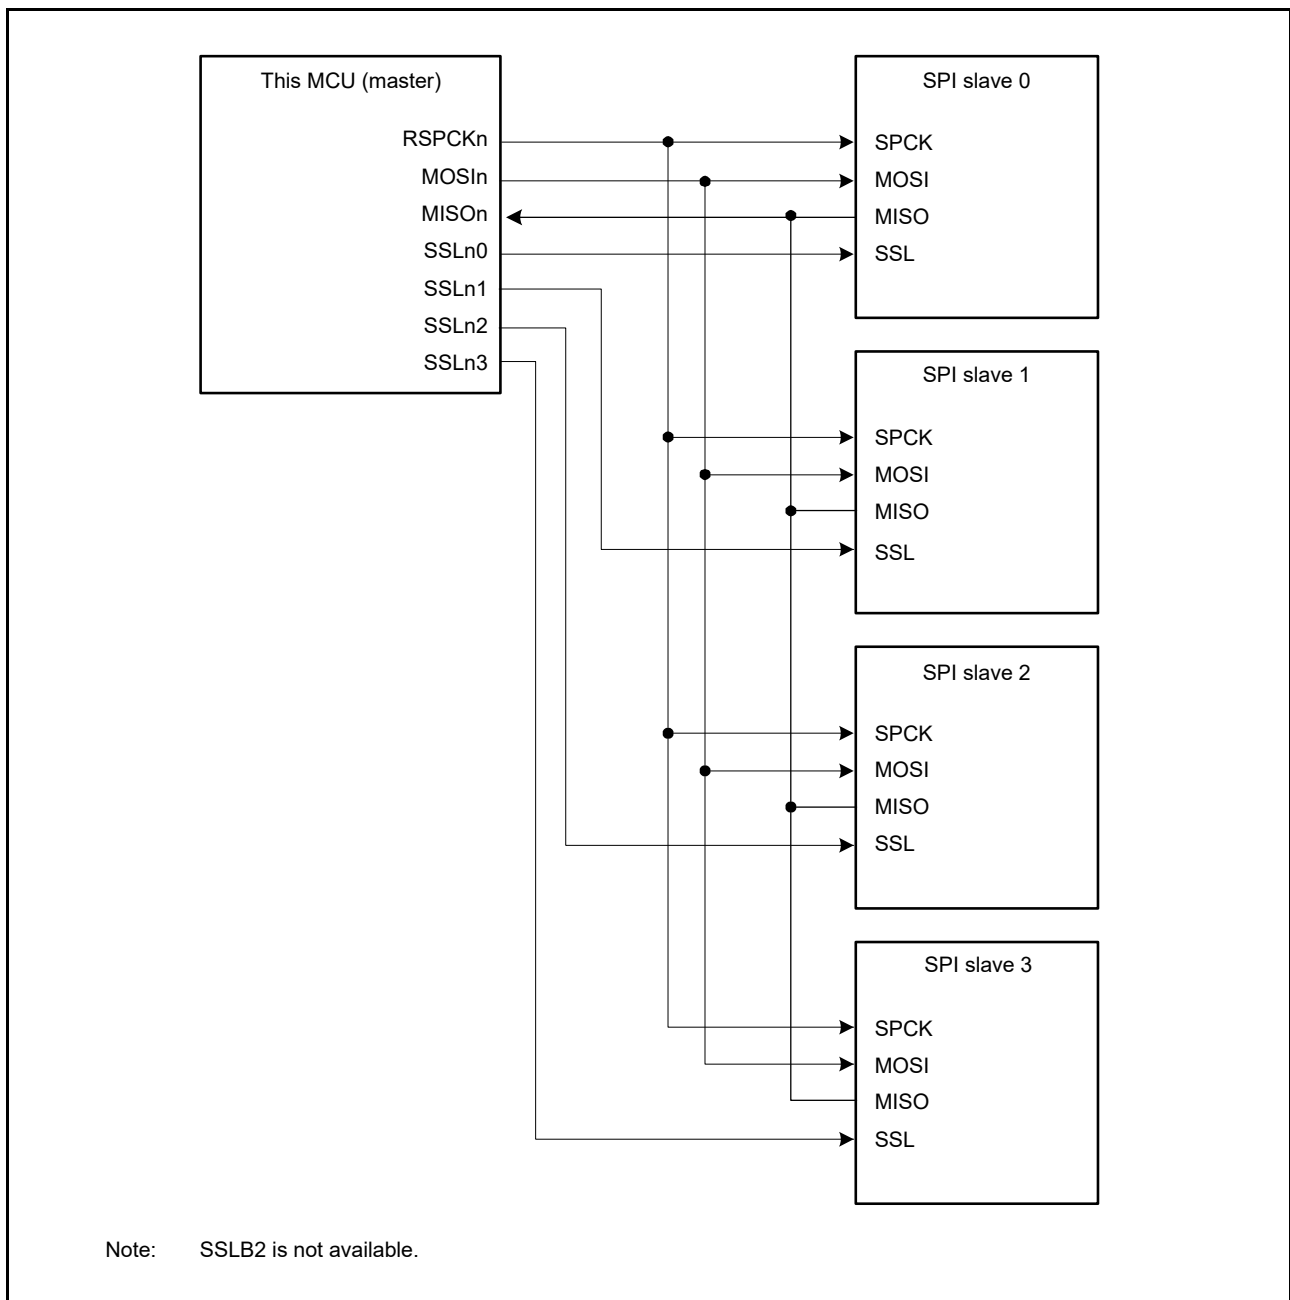 This MCU (master)
RSPCKn
MOSIn
MISOn
SSLn0
SSLn1
SSLn2
SSLn3
SPI slave 0
SPCK
MOSI
MISO
SSL
SPI slave 1
SPCK
MOSI
MISO
SSL
SPI slave 2
SPCK
MOSI
MISO
SSL
SPI slave 3
SPCK
MOSI
MISO
SSL
Note: SSLB2 is not available.